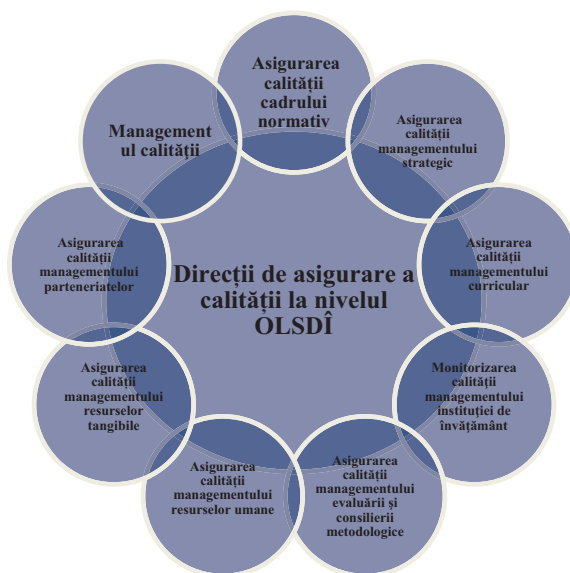 Asigurarea
calității
cadrului
normativ
Asigurarea
calității
managementului
strategic
Asigurarea
calității
managementului
curricular
Monitorizarea
calității
managementului
instituției de
învățământ
Asigurarea
calității
managementului
evaluării și
consilierii
metodologice
Asigurarea
calității
managementului
resurselor umane
Asigurarea
calității
managementului
resurselor
tangibile
Asigurarea
calității
managementului
parteneriatelor
Management
ul calității
Direcții de asigurare a
calității la nivelul
OLSDÎ